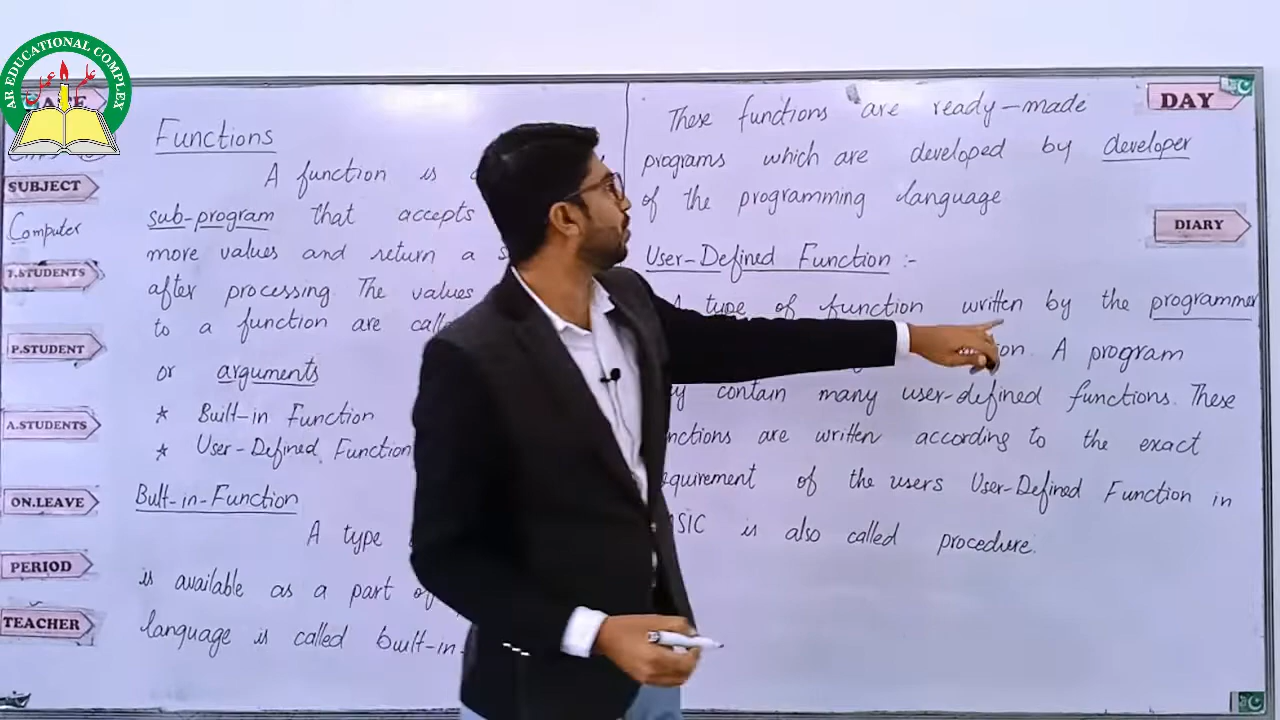 AR EDUCATIONAL COMPLEX
علم
عمل
SUBJECT
Computer
T.STUDENTS
P.STUDENT
A.STUDENTS
ON.LEAVE
PERIOD
TEACHER
Functions
A function is
sub-program that accepts
more values and return a
after processing The values
to a function are
or arguments
* Built-in Function
* User-Defined Function
Bult-in-Function
A type
is available as a part of
language is called built-in-
These functions are ready-made
programs which are developed by developer
of the programming language
User-Defined Function :-
A type of function written by the programmer
A program
contain many user-defined functions. These
are written according to the exact
of the users User-Defined Function in
is also called procedure.
DAY
DIARY